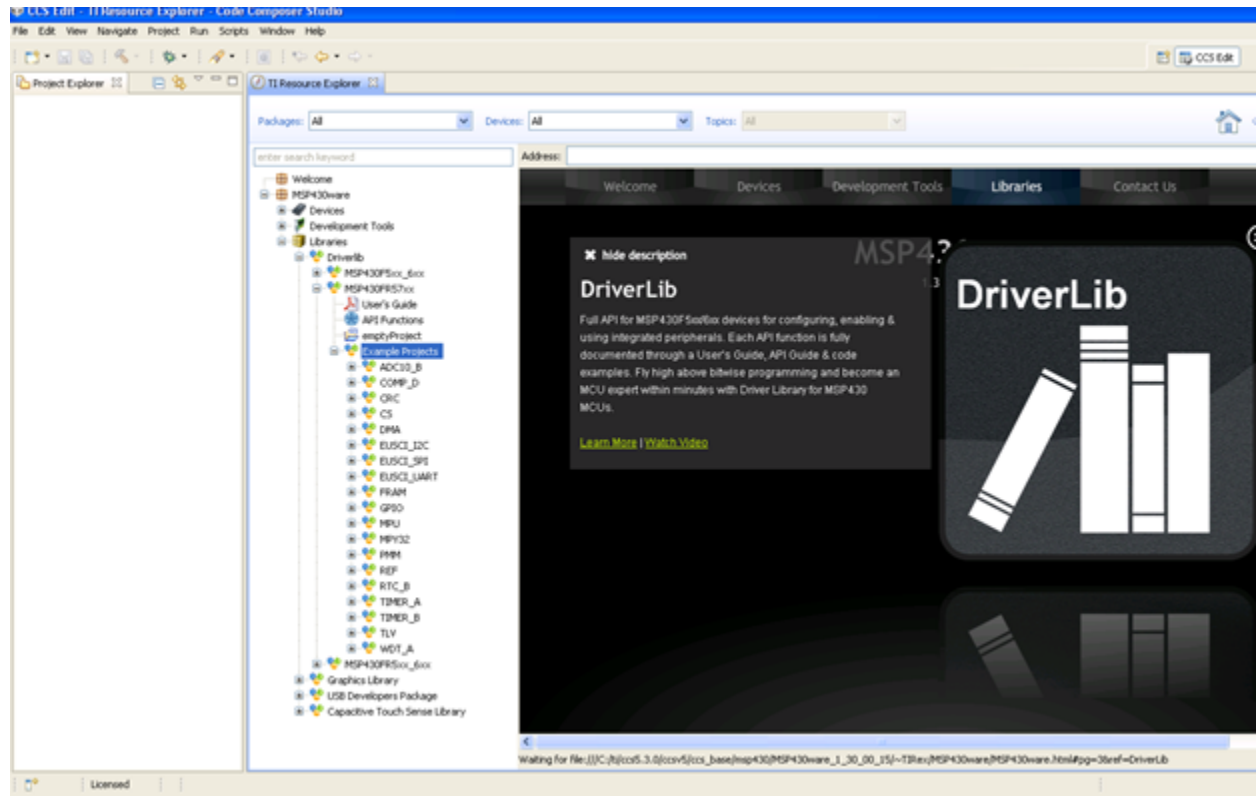 CCS Edit - TI Resource Explorer - Code Composer Studio
File Edit View Navigate Project Run Scripts Window Help
CCS Edit
Project Explorer
TI Resource Explorer
Packages: All Devices: All Topics: All
enter search keyword
Address:
Welcome
MSP430ware
Devices
Development Tools
Libraries
Driverlib
MSP430F5xx_6xx
MSP430FR57xx
User's Guide
API Functions
emptyProject
Example Projects
ADC10_B
COMP_D
CRC
CS
DMA
EUSCI_I2C
EUSCI_SPI
EUSCI_UART
FRAM
GPIO
MPU
MPY32
PMM
REF
RTC_B
TIMER_A
TIMER_B
TLV
WDT_A
MSP430FR5xx_6xx
Graphics Library
USB Developers Package
Capacitive Touch Sense Library
Welcome Devices Development Tools Libraries Contact Us
hide description
MSP43
1.3
DriverLib
Full API for MSP430F5xx/6xx devices for configuring, enabling &
using integrated peripherals. Each API function is fully
documented through a User's Guide, API Guide & code
examples. Fly high above bitwise programming and become an
MCU expert within minutes with Driver Library for MSP430
MCUs.
Learn More | Watch Video
DriverLib
Waiting for file:///C:/ti/ccs5.3.0/ccsv5/ccs_base/msp430/MSP430ware_1_30_00_15/~TIRex/MSP430ware/MSP430ware.html#pg=3&ref=DriverLib
Licensed